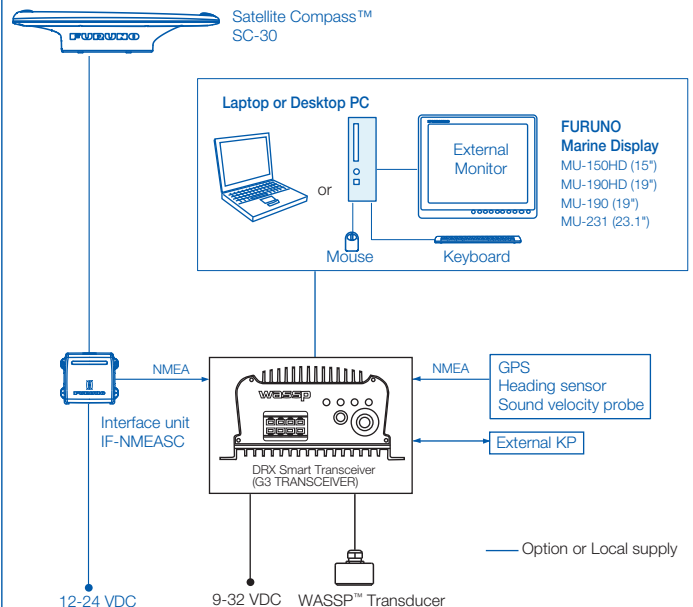 Satellite Compass™
SC-30
FURUNO
Laptop or Desktop PC
or
External
Monitor
FURUNO
Marine Display
MU-150HD (15")
MU-190HD (19")
MU-190 (19")
MU-231 (23.1")
Mouse
Keyboard
NMEA
Interface unit
IF-NMEASC
wassp
DRX Smart Transceiver
(G3 TRANSCEIVER)
NMEA
GPS
Heading sensor
Sound velocity probe
External KP
Option or Local supply
12-24 VDC
9-32 VDC
WASSP™ Transducer